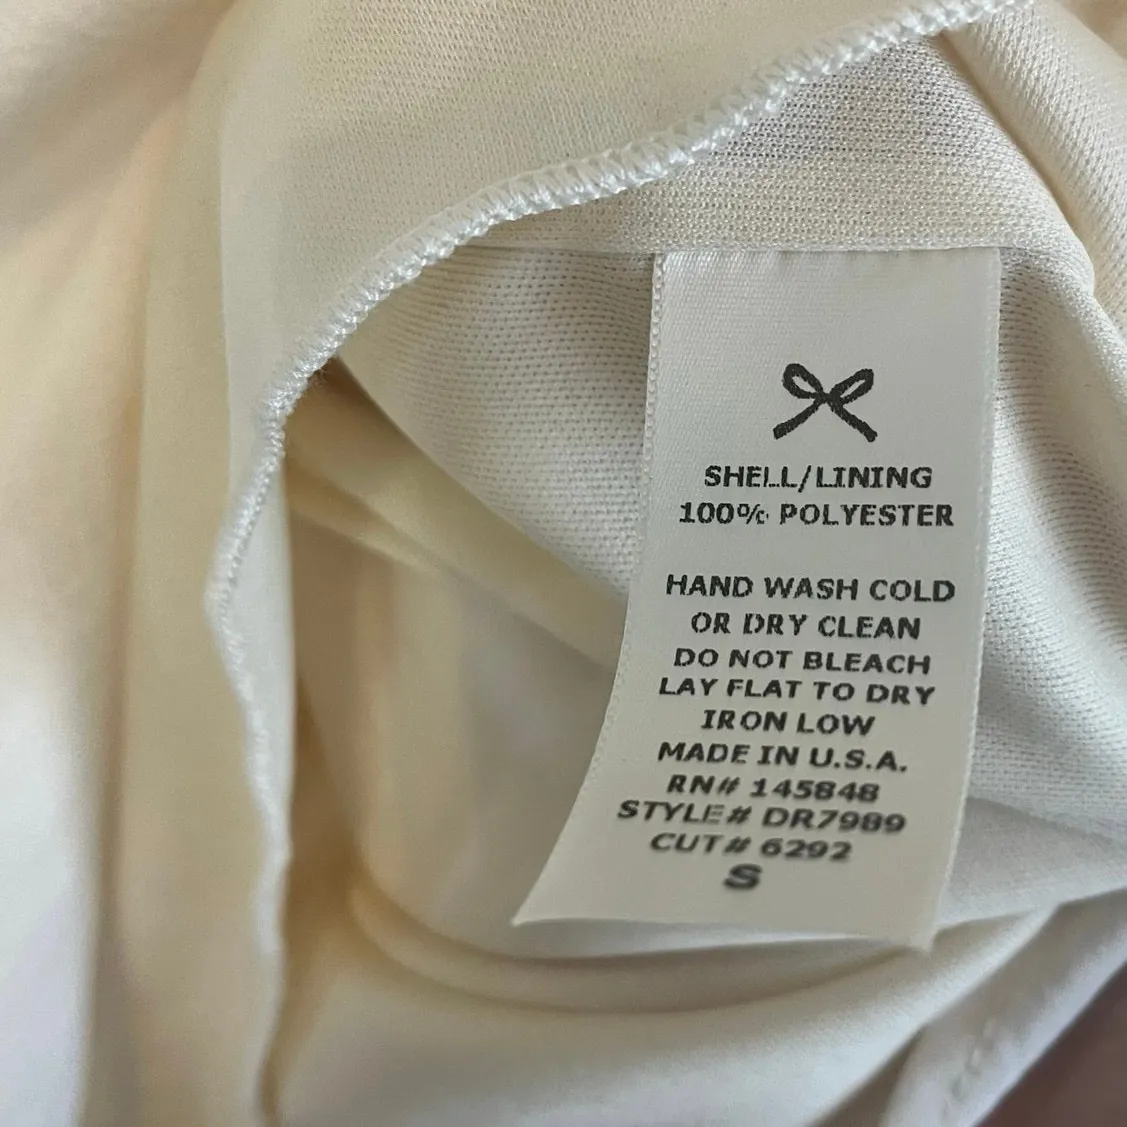 SHELL/LINING
100% POLYESTER
HAND WASH COLD
OR DRY CLEAN
DO NOT BLEACH
LAY FLAT TO DRY
IRON LOW
MADE IN U.S.A.
RN# 145848
STYLE# DR7989
CUT# 6292
S